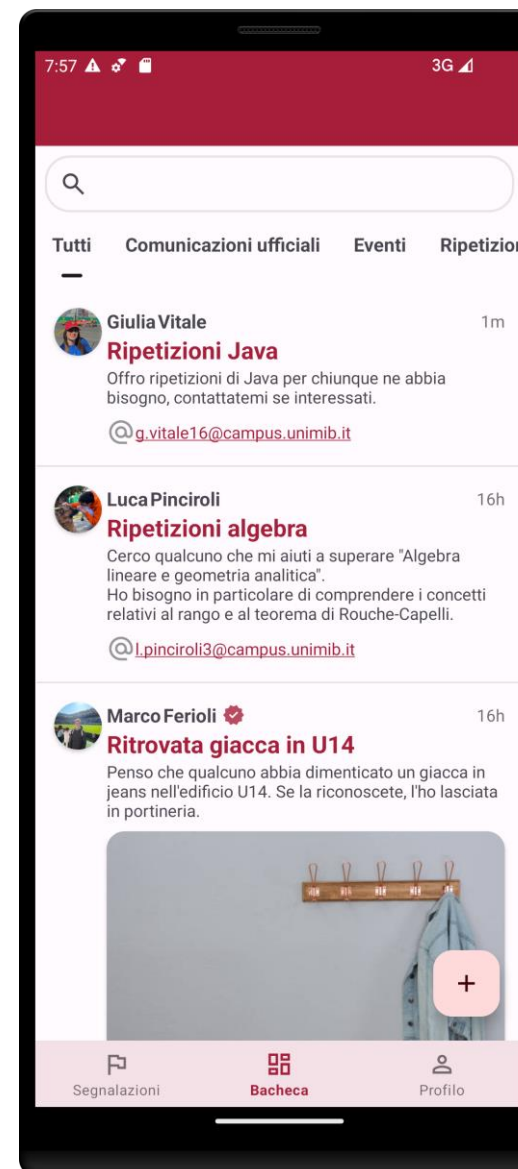 7:57
3G
Tutti Comunicazioni ufficiali Eventi Ripetizion
Giulia Vitale 1m
Ripetizioni Java
Offro ripetizioni di Java per chiunque ne abbia
bisogno, contattatemi se interessati.
@g.vitale16@campus.unimib.it
Luca Pinciroli 16h
Ripetizioni algebra
Cerco qualcuno che mi aiuti a superare "Algebra
lineare e geometria analitica".
Ho bisogno in particolare di comprendere i concetti
relativi al rango e al teorema di Rouche-Capelli.
@l.pinciroli3@campus.unimib.it
Marco Ferioli 16h
Ritrovata giacca in U14
Penso che qualcuno abbia dimenticato un giacca in
jeans nell'edificio U14. Se la riconoscete, l'ho lasciata
in portineria.
+
Segnalazioni Bacheca Profilo